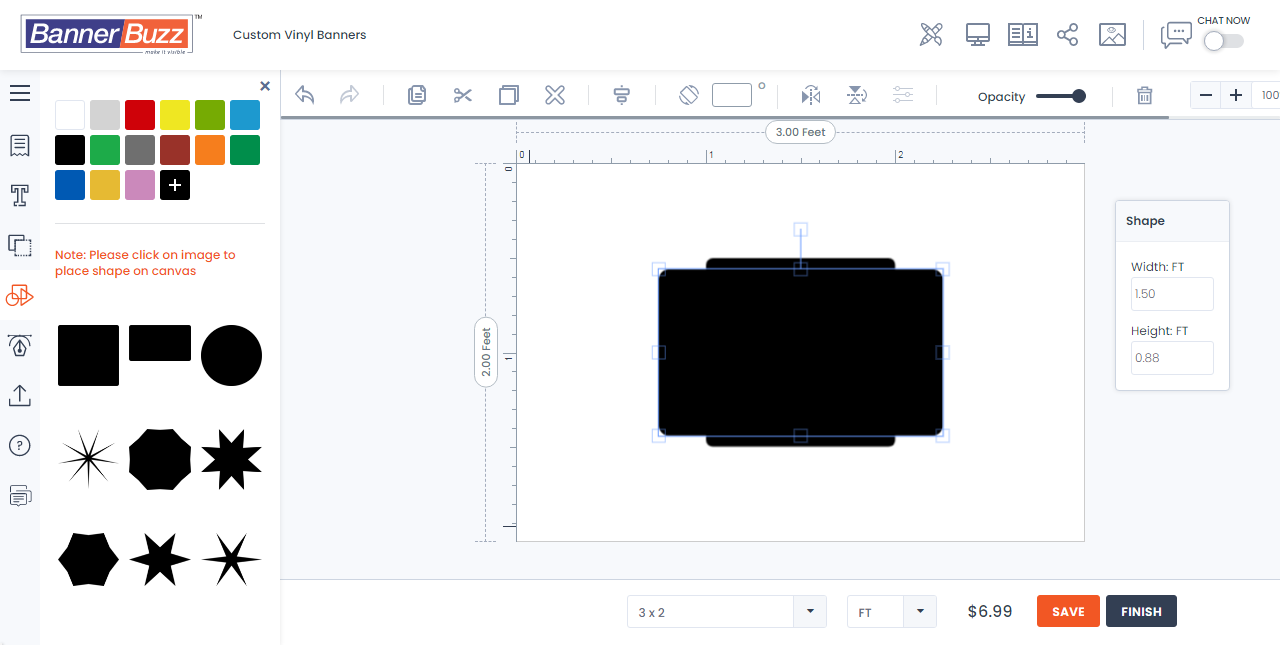 BannerBuzz™
make it visible
Custom Vinyl Banners
CHAT NOW
Opacity
100
Note: Please click on image to
place shape on canvas
3.00 Feet
0
1
2
0
1
2.00 Feet
Shape
Width: FT
1.50
Height: FT
0.88
3 x 2
FT
$6.99
SAVE
FINISH